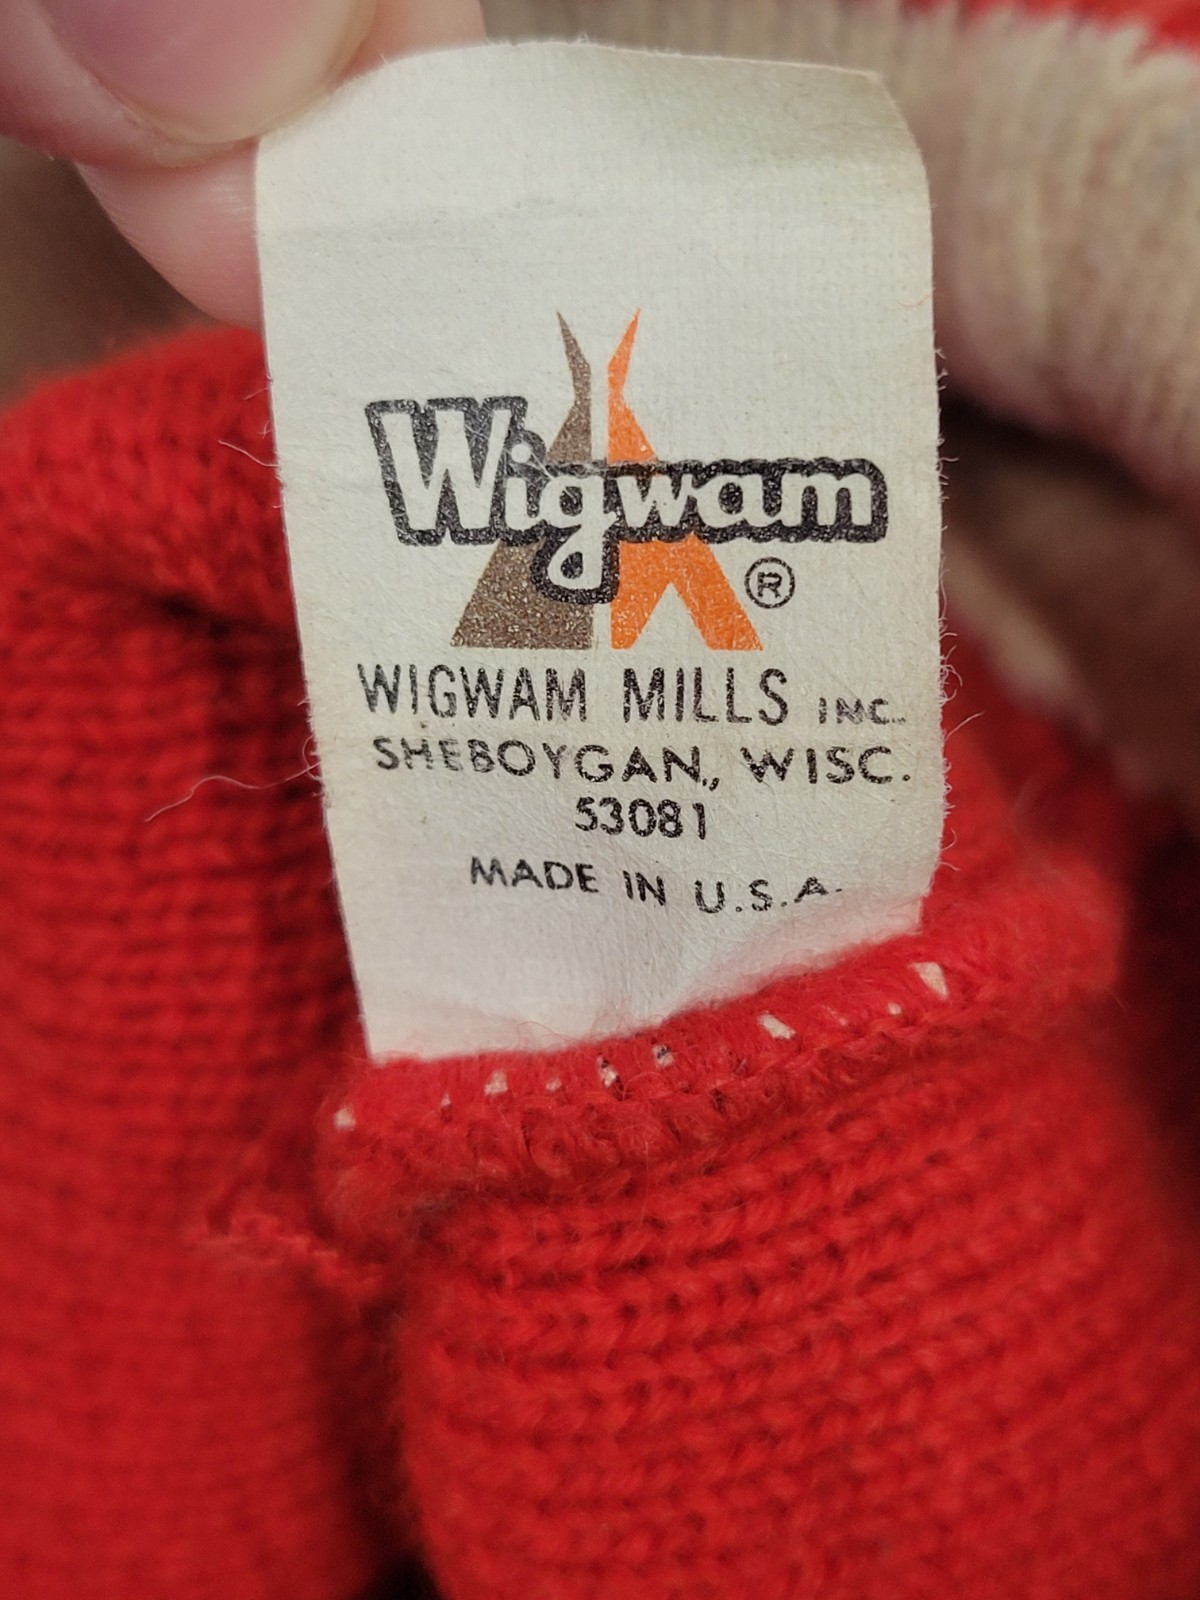 Wigwam
®
WIGWAM MILLS INC.
SHEBOYGAN, WISC.
53081
MADE IN U.S.A.